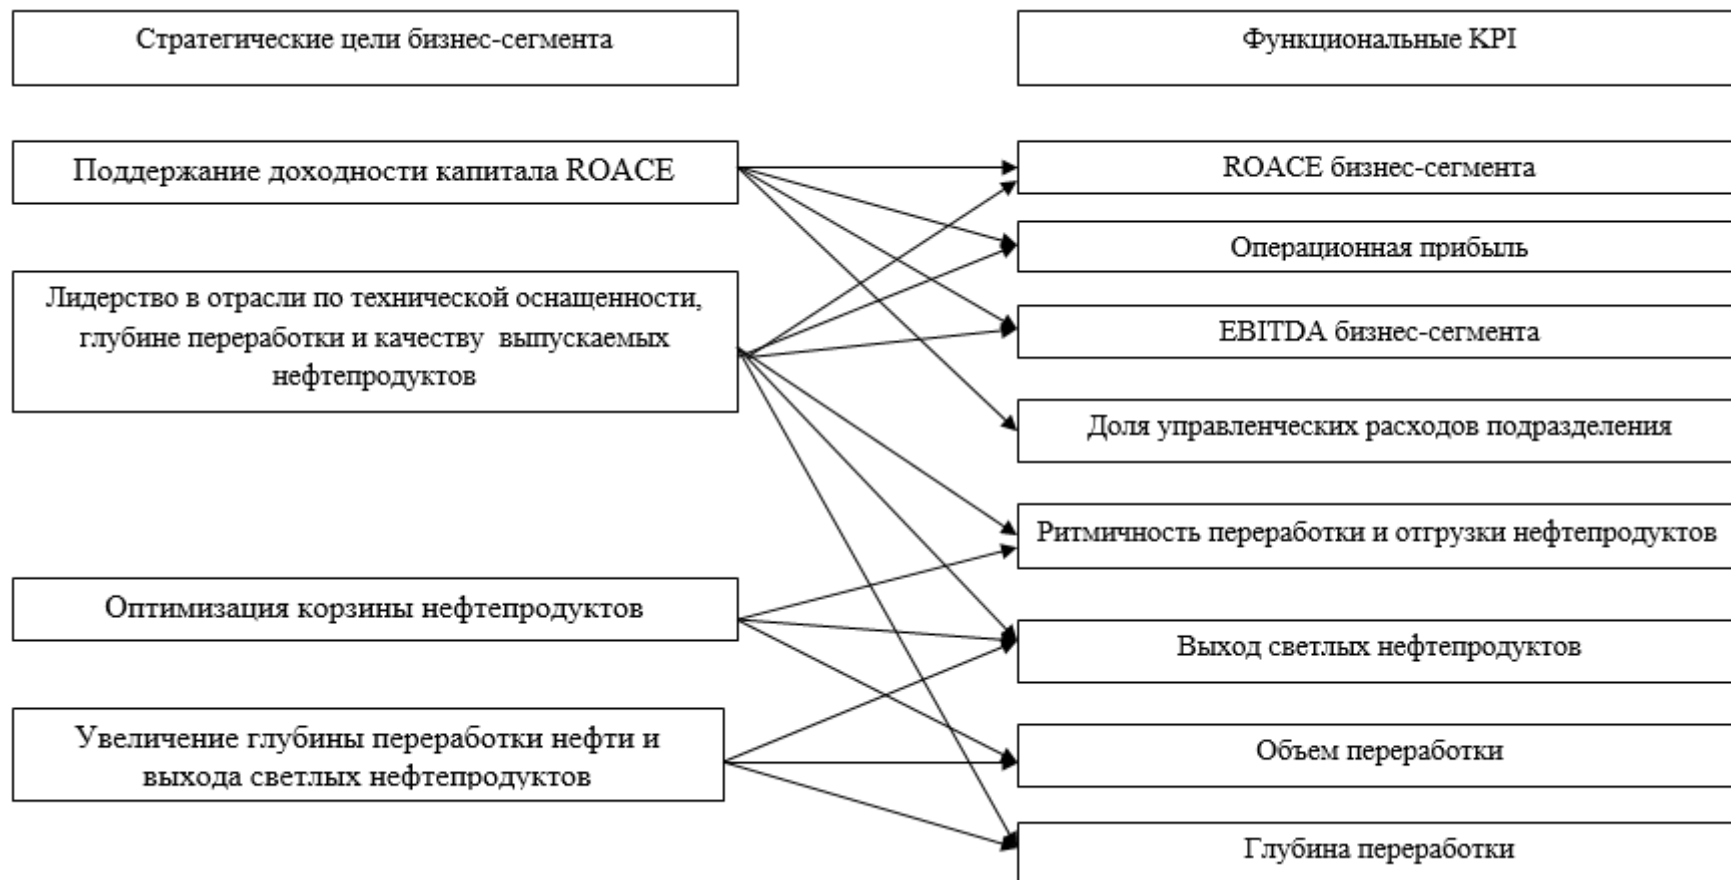 Стратегические цели бизнес-сегмента
Функциональные KPI
Поддержание доходности капитала ROACE
ROACE бизнес-сегмента
Операционная прибыль
Лидерство в отрасли по технической оснащенности,
глубине переработки и качеству выпускаемых
нефтепродуктов
EBITDA бизнес-сегмента
Доля управленческих расходов подразделения
Ритмичность переработки и отгрузки нефтепродуктов
Оптимизация корзины нефтепродуктов
Выход светлых нефтепродуктов
Увеличение глубины переработки нефти и
выхода светлых нефтепродуктов
Объем переработки
Глубина переработки